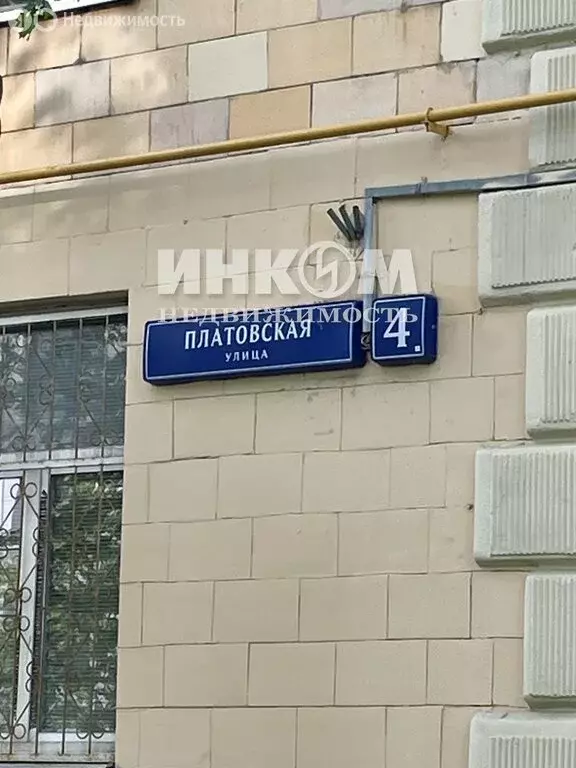 Недвижимость
ИНКОМ
НЕДВИЖИМОСТЬ
ПЛАТОВСКАЯ
УЛИЦА
4